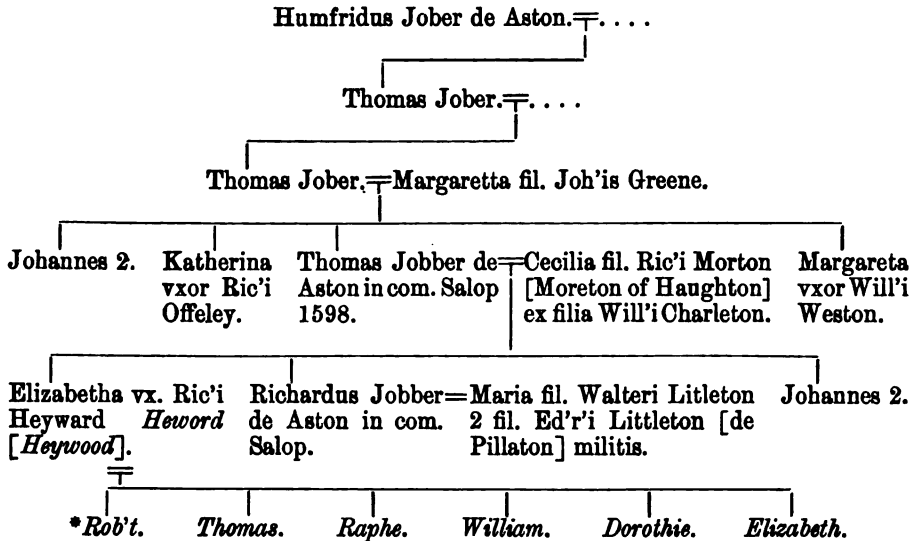 Humfridus Jober de Aston.=. . . .
Thomas Jober.=. . . .
Thomas Jober.=Margaretta fil. Joh'is Greene.
Johannes 2.
Katherina
vxor Ric'i
Offeley.
Thomas Jobber de=Cecilia fil. Ric'i Morton
Aston in com. Salop [Moreton of Haughton]
1598. ex filia Will'i Charleton.
Margareta
vxor Will'i
Weston.
Elizabetha vx. Ric'i
Heyward Heword
[Heywood].
Richardus Jobber=Maria fil. Walteri Litleton
de Aston in com. 2 fil. Ed'r'i Littleton [de
Salop. Pillaton] militis.
Johannes 2.
*Rob't. Thomas. Raphe. William. Dorothie. Elizabeth.